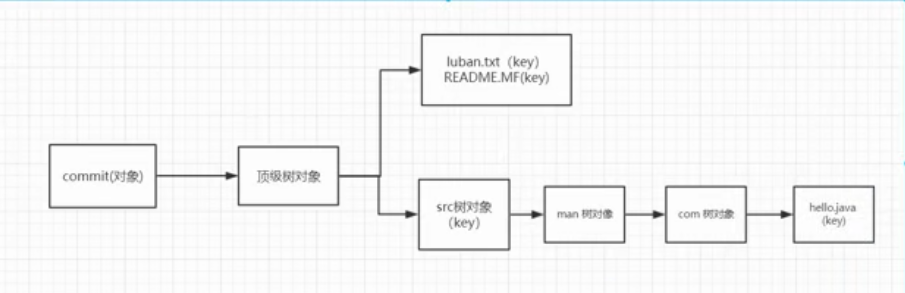 luban.txt（key）
README.MF(key)
commit(对象)
顶级树对象
src树对象
（key）
man 树对像
com 树对象
hello.java
（key）